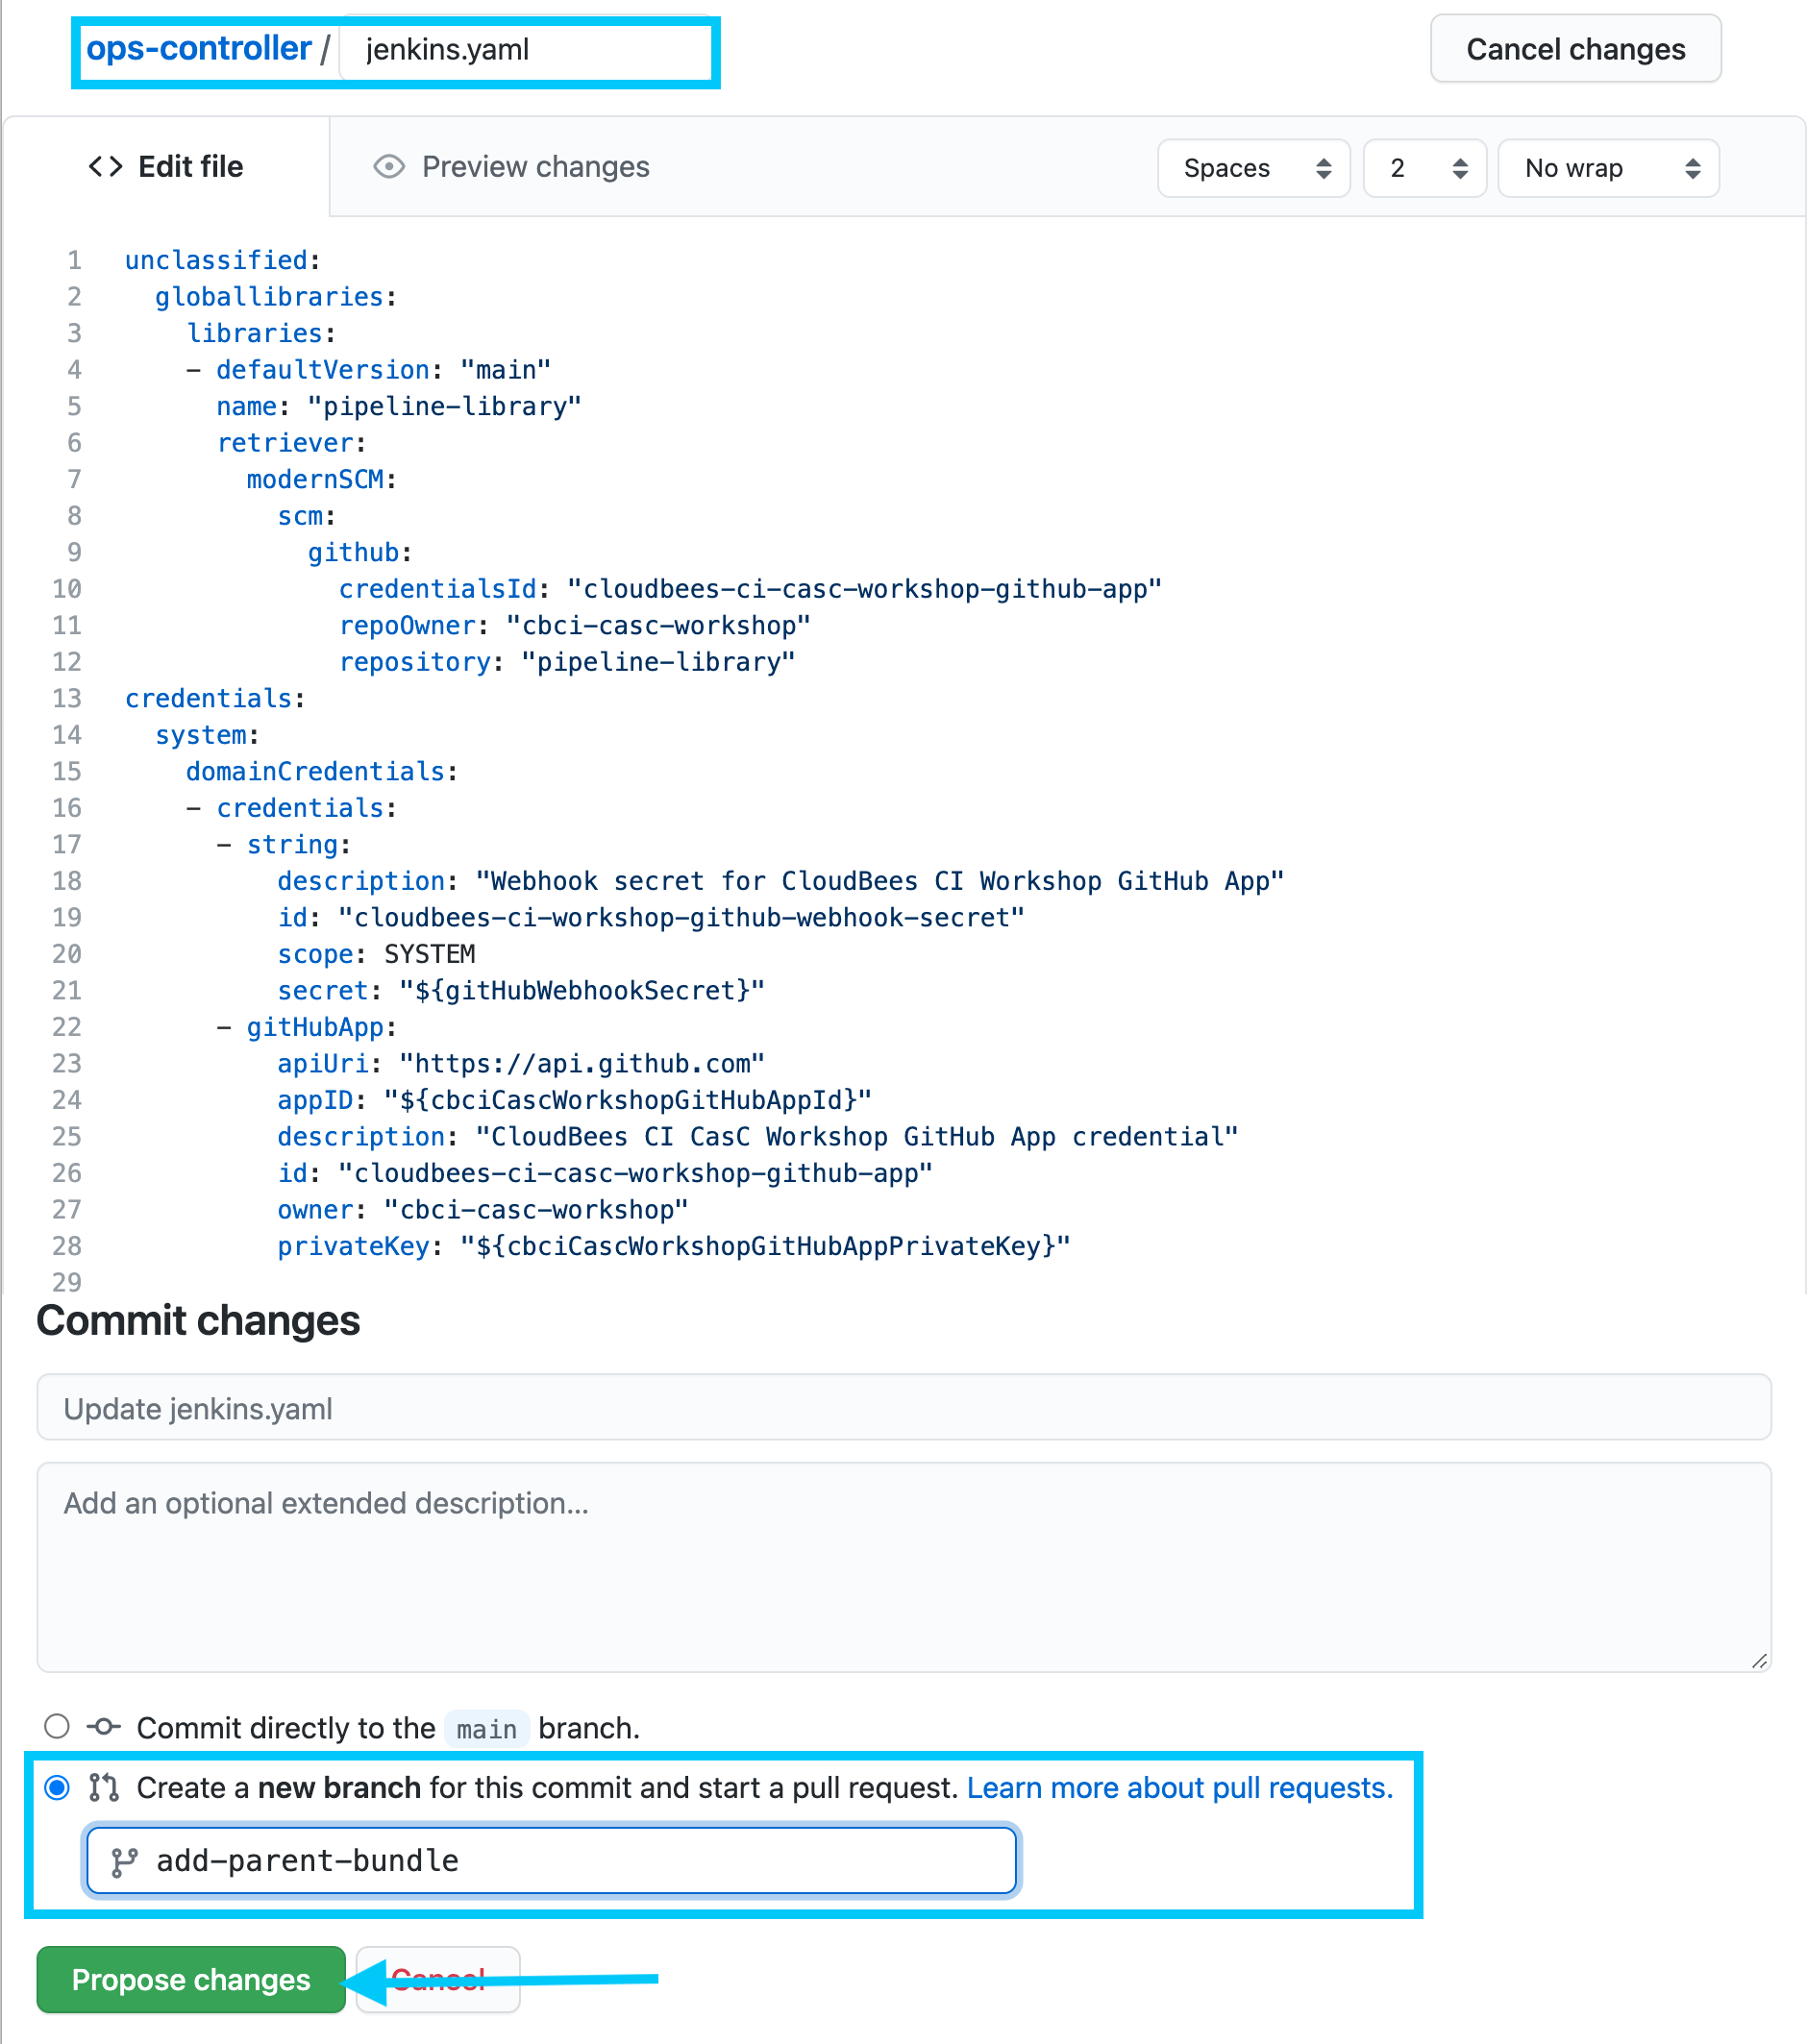 ops-controller / jenkins.yaml Cancel changes
<> Edit file Preview changes Spaces 2 No wrap
1 unclassified:
2   globallibraries:
3     libraries:
4     - defaultVersion: "main"
5       name: "pipeline-library"
6       retriever:
7         modernSCM:
8           scm:
9             github:
10               credentialsId: "cloudbees-ci-casc-workshop-github-app"
11               repoOwner: "cbci-casc-workshop"
12               repository: "pipeline-library"
13 credentials:
14   system:
15     domainCredentials:
16     - credentials:
17       - string:
18           description: "Webhook secret for CloudBees CI Workshop GitHub App"
19           id: "cloudbees-ci-workshop-github-webhook-secret"
20           scope: SYSTEM
21           secret: "${gitHubWebhookSecret}"
22       - gitHubApp:
23           apiUri: "https://api.github.com"
24           appID: "${cbciCascWorkshopGitHubAppId}"
25           description: "CloudBees CI CasC Workshop GitHub App credential"
26           id: "cloudbees-ci-casc-workshop-github-app"
27           owner: "cbci-casc-workshop"
28           privateKey: "${cbciCascWorkshopGitHubAppPrivateKey}"
29
Commit changes
Update jenkins.yaml
Add an optional extended description...
Commit directly to the main branch.
Create a new branch for this commit and start a pull request. Learn more about pull requests.
add-parent-bundle
Propose changes Cancel